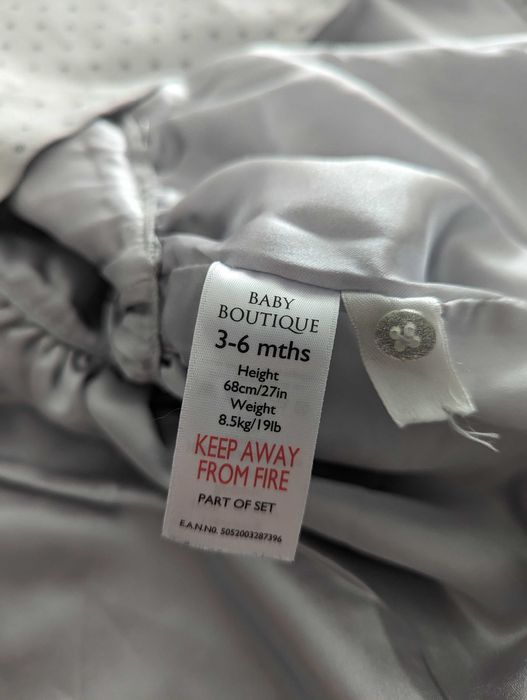 BABY
BOUTIQUE
3-6 mths
Height
68cm/27in
Weight
8.5kg/19lb
KEEP AWAY
FROM FIRE
PART OF SET
E.A.N.N0. 5052003287396